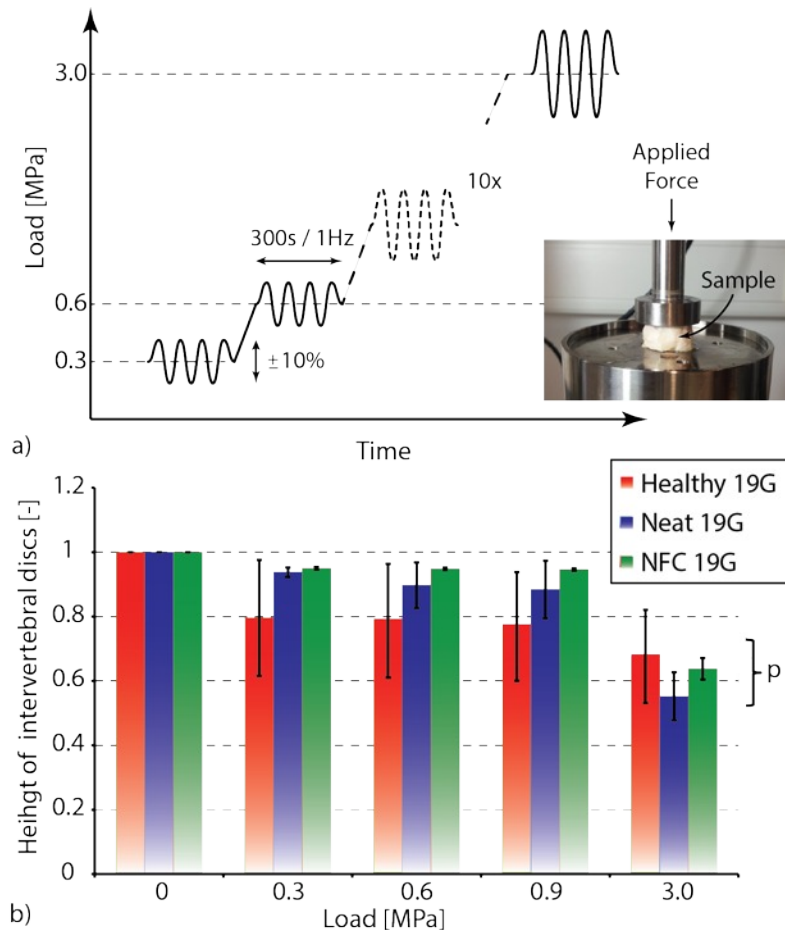 Load [MPa]
3.0
0.6
0.3
10x
300s / 1Hz
±10%
Applied
Force
Sample
Time
a)
Helhgt of intervertebral discs [-]
1.2
1
0.8
0.6
0.4
0.2
0
Healthy 19G
Neat 19G
NFC 19G
p
0 0.3 0.6 0.9 3.0
Load [MPa]
b)